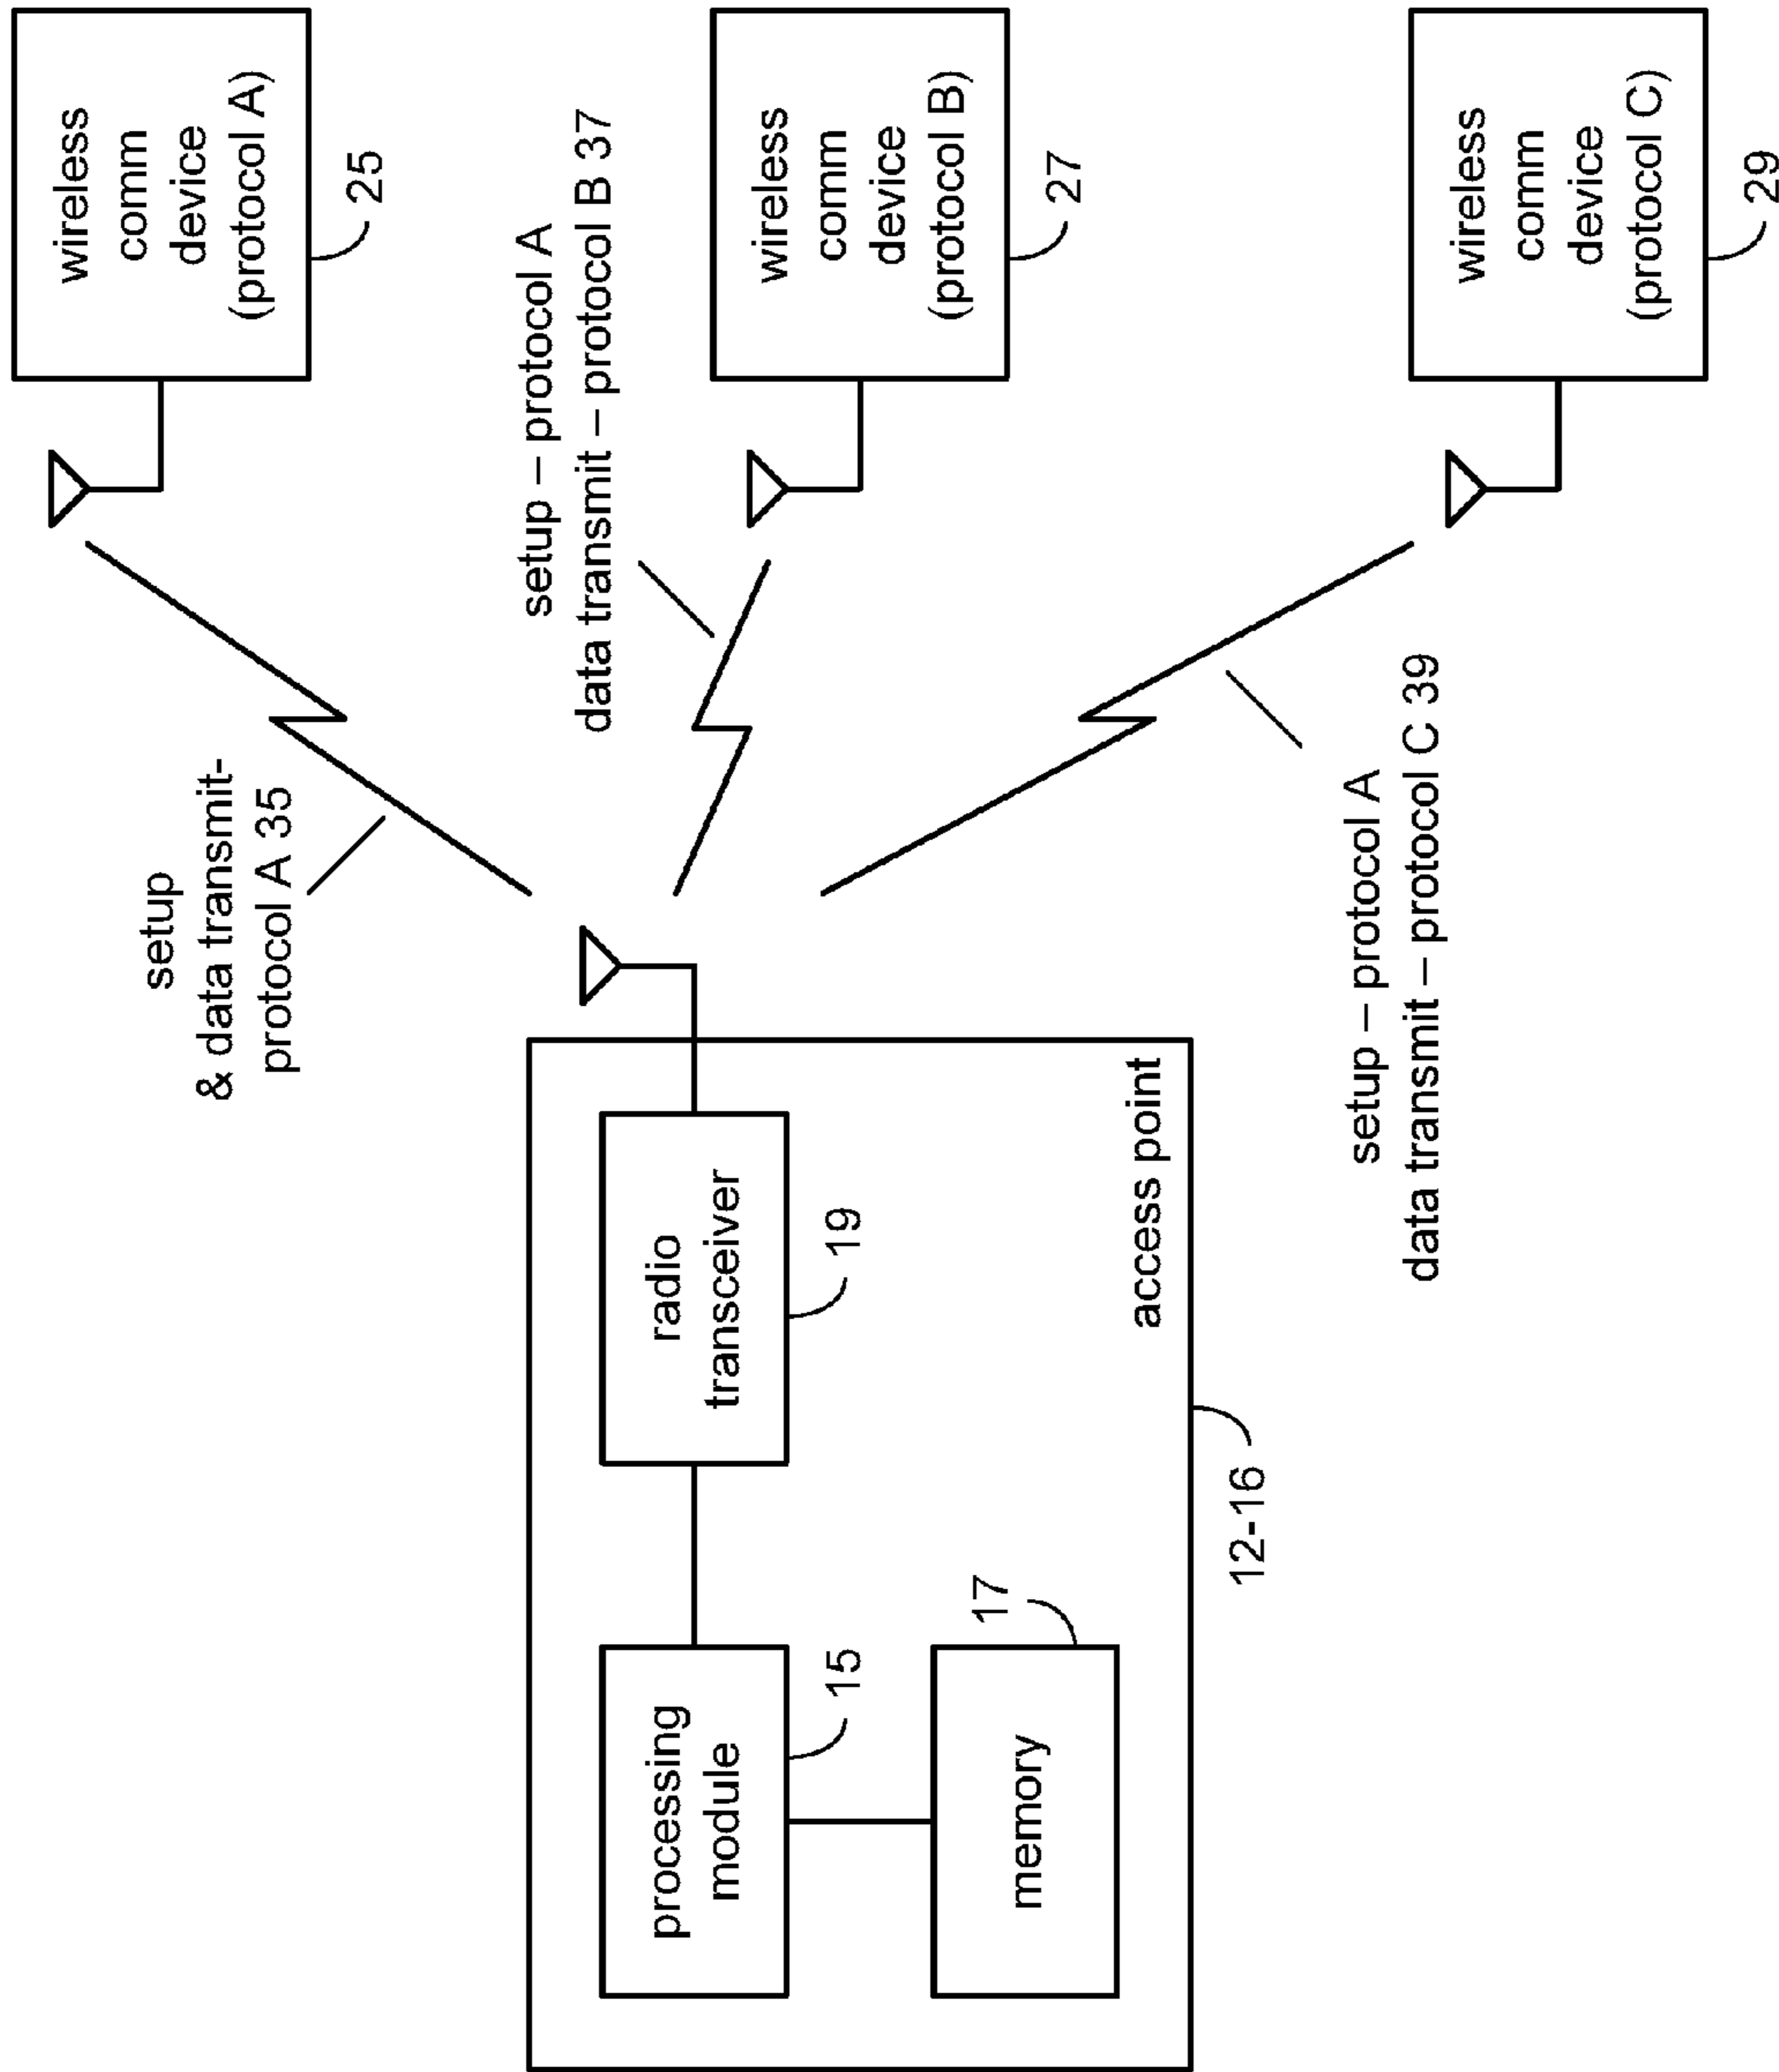 processing
module
15
memory
17
radio
transceiver
19
access point
12-16
setup
& data transmit-
protocol A 35
setup – protocol A
data transmit – protocol B 37
setup – protocol A
data transmit – protocol C 39
wireless
comm
device
(protocol A)
25
wireless
comm
device
(protocol B)
27
wireless
comm
device
(protocol C)
29